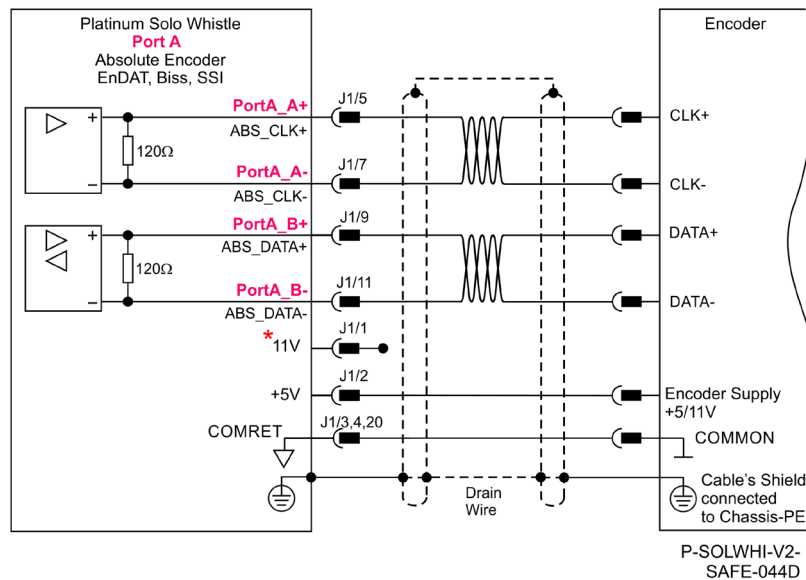 Platinum Solo Whistle
Port A
Absolute Encoder
EnDAT, Biss, SSI
Encoder
PortA_A+
J1/5
ABS_CLK+
CLK+
120Ω
PortA_A-
J1/7
ABS_CLK-
CLK-
PortA_B+
J1/9
ABS_DATA+
DATA+
120Ω
PortA_B-
J1/11
ABS_DATA-
DATA-
* 11V
J1/1
+5V
J1/2
Encoder Supply
+5/11V
COMRET
J1/3,4,20
COMMON
Drain
Wire
Cable's Shield
connected
to Chassis-PE
P-SOLWHI-V2-
SAFE-044D
+
−
+
−